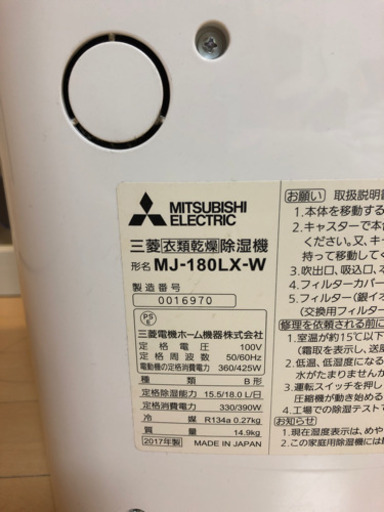 MITSUBISHI
ELECTRIC
三菱衣類乾燥除湿機
形名 MJ-180LX-W
製造番号
0016970
PS
E
三菱電機ホーム機器株式会社
定格電圧 100V
定格周波数 50/60Hz
電動機の定格消費電力 360/425W
種類 B形
定格除湿能力 15.5/18.0 L/日
定格消費電力 330/390W
冷媒 R134a 0.27kg
質量 14.9kg
2017年製 MADE IN JAPAN
お願い 取扱説明
1.本体を移動する
2.キャスターで本
ください。又、キ
持って移動してく
3.吹出口、吸込口、本
4.フィルターカバー
5.フィルター(銀イ
(交換用フィルター
修理を依頼される前に
1.室温が約15℃以下
(霜取を表示し、送風
2.低温、低湿度になる
水がたまりませんが
3.運転スイッチを押し
圧縮機が動き始め
4.工場での除湿テスト
お知らせ
1.現在湿度表示は、めや
2.この家庭用除湿機には